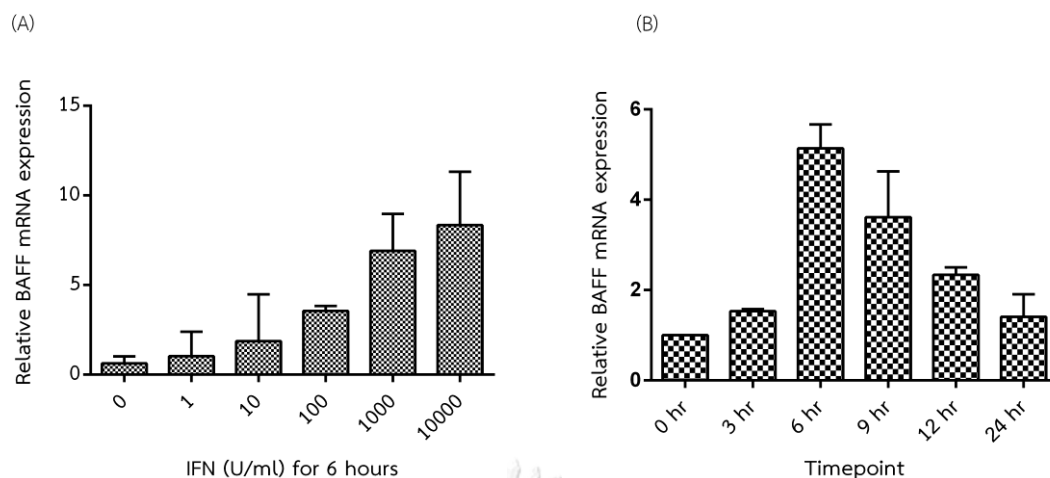 (A)
Relative BAFF mRNA expression
15
10
5
0
0 1 10 100 1000 10000
IFN (U/ml) for 6 hours
(B)
Relative BAFF mRNA expression
6
4
2
0
0 hr 3 hr 6 hr 9 hr 12 hr 24 hr
Timepoint